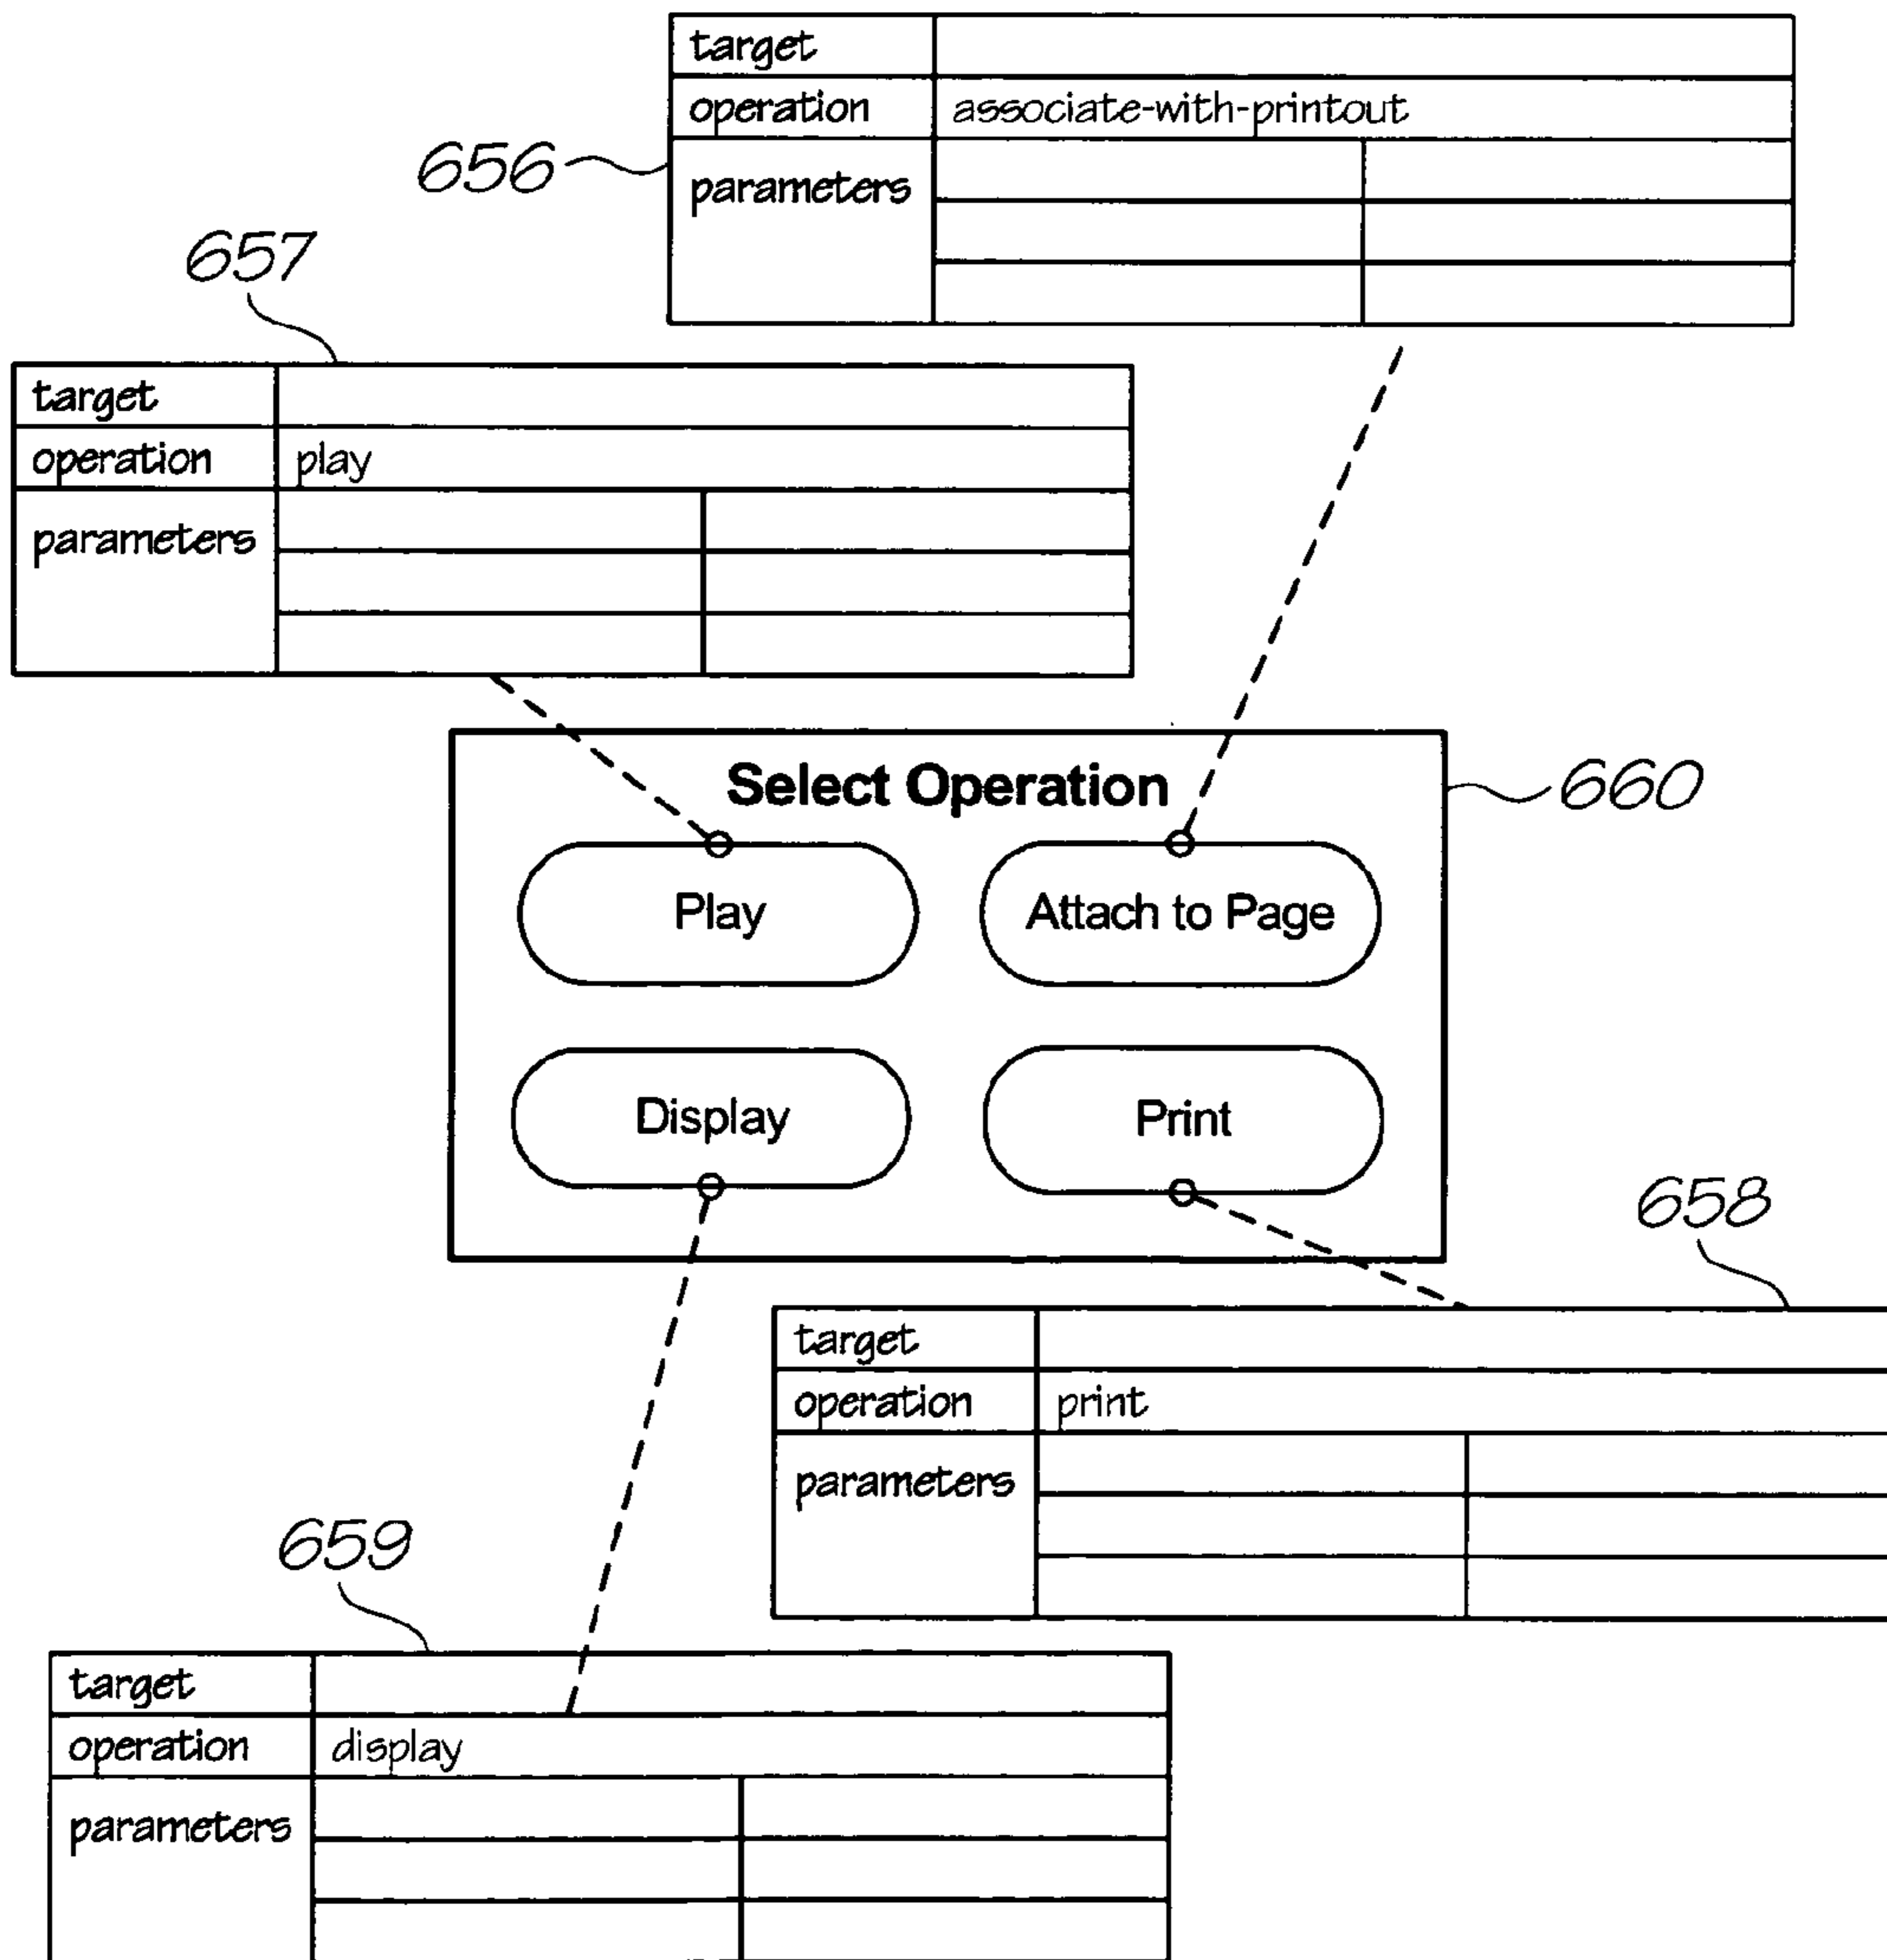 target
operation associate-with-printout
656
parameters
657
target
operation play
parameters
Select Operation
660
Play Attach to Page
Display Print
658
target
operation print
parameters
659
target
operation display
parameters